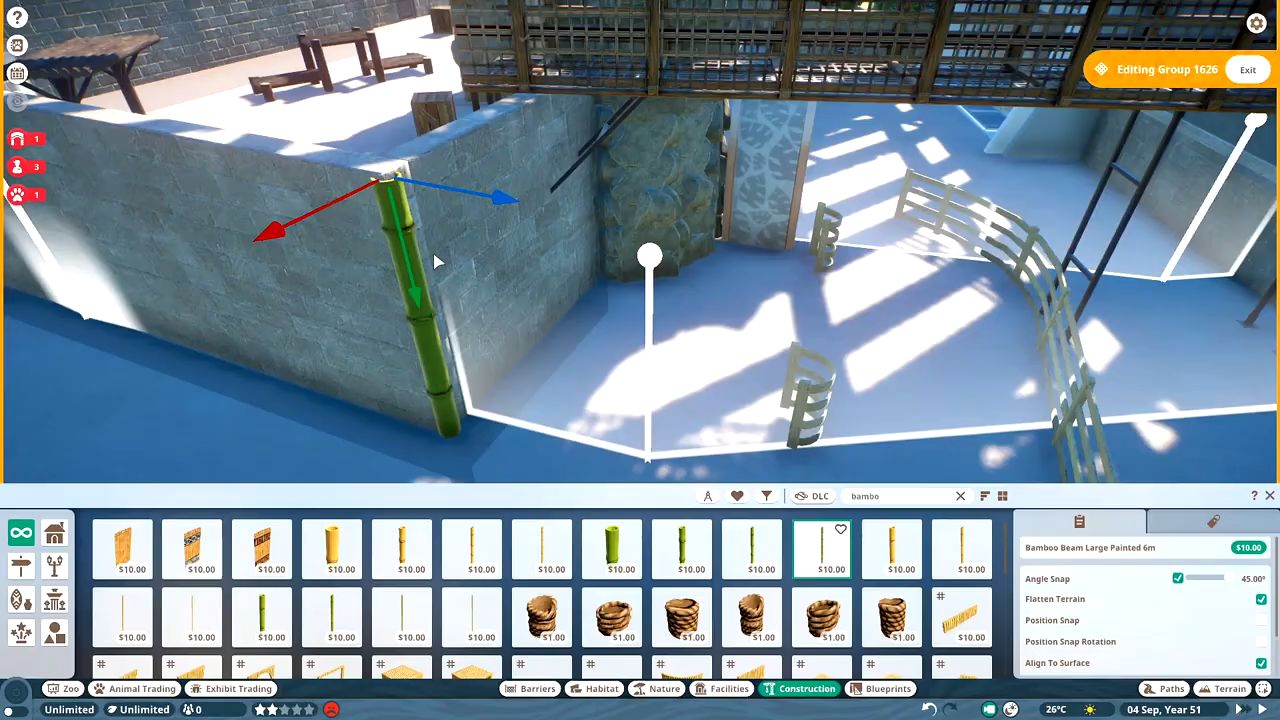 ?
Editing Group 1626 Exit
1
3
1
DLC bambo
? 
$10.00 $10.00 $10.00 $10.00 $10.00 $10.00 $10.00 $10.00 $10.00 $10.00 $10.00 $10.00 $10.00
Bamboo Beam Large Painted 6m $10.00
Angle Snap 45.00°
Flatten Terrain
$10.00 $10.00 $10.00 $10.00 $10.00 $10.00 $1.00 $1.00 $1.00 $1.00 $1.00 $1.00 $10.00
Position Snap
Position Snap Rotation
Align To Surface
Zoo Animal Trading Exhibit Trading Barriers Habitat Nature Facilities Construction Blueprints Paths Terrain
Unlimited Unlimited 0 26°C 04 Sep, Year 51